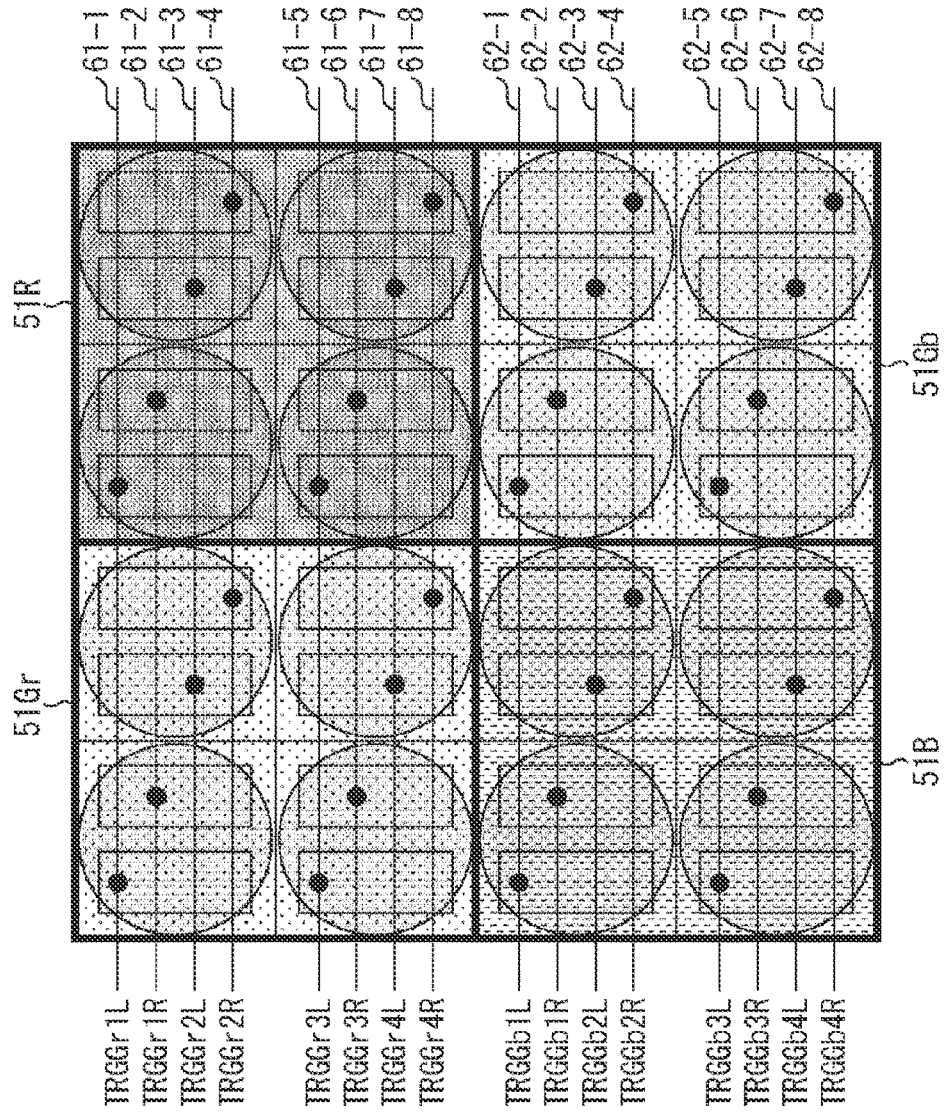 51Gr
51R
TRGGr1L
TRGGr1R
TRGGr2L
TRGGr2R
TRGGr3L
TRGGr3R
TRGGr4L
TRGGr4R
TRGGb1L
TRGGb1R
TRGGb2L
TRGGb2R
TRGGb3L
TRGGb3R
TRGGb4L
TRGGb4R
61-1
61-2
61-3
61-4
61-5
61-6
61-7
61-8
62-1
62-2
62-3
62-4
62-5
62-6
62-7
62-8
51B
51Gb